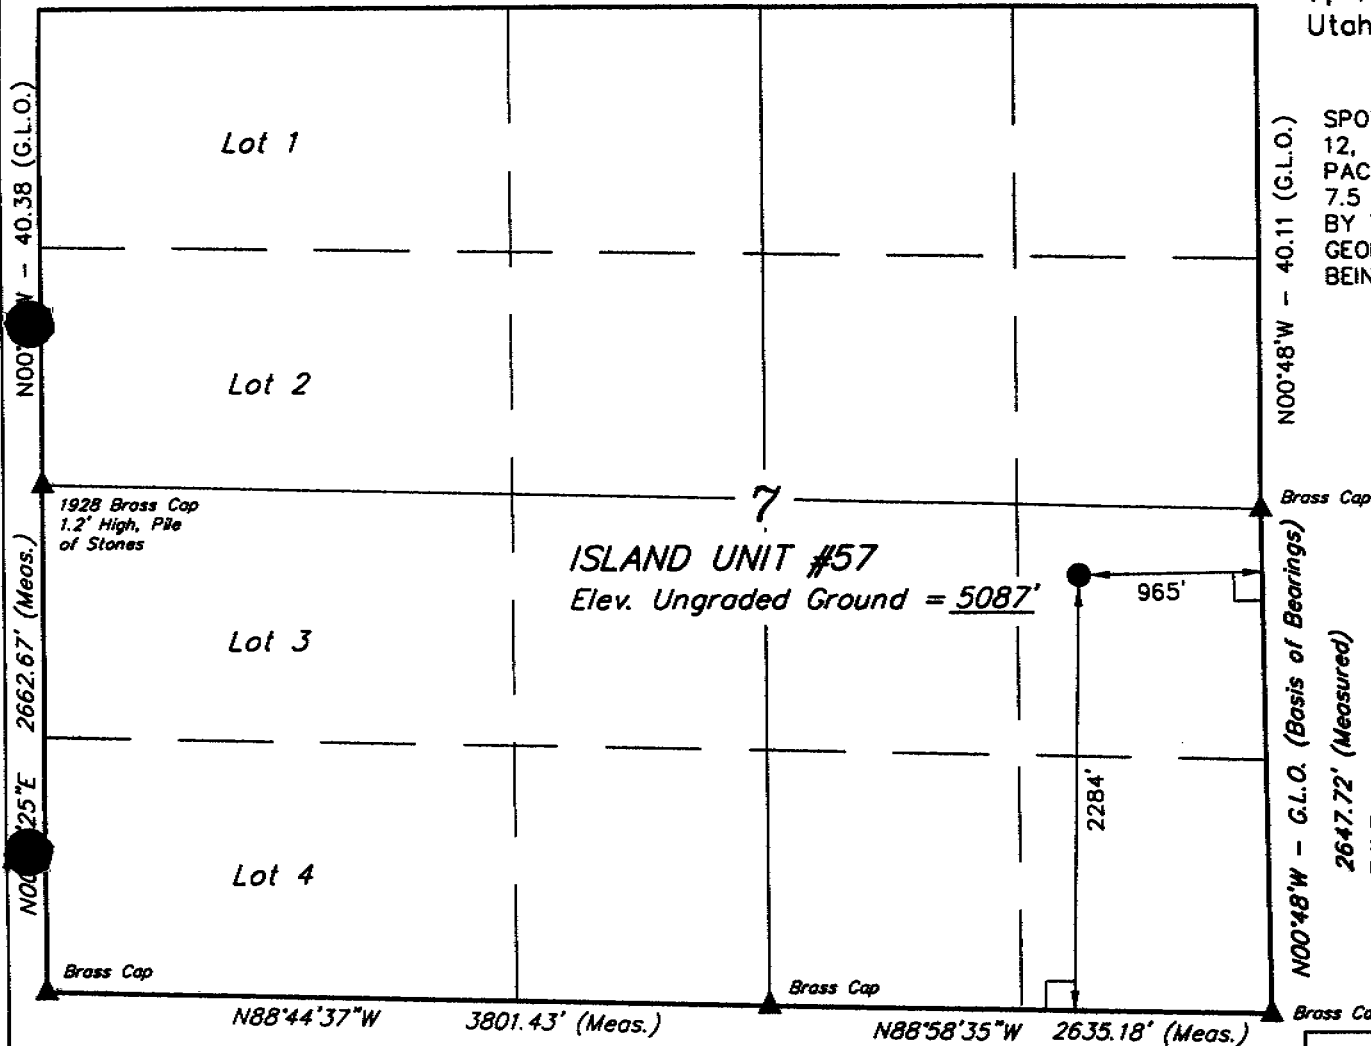 Utah
SPO
12,
PAC
7.5
BY
GEO
BEIN
N00° W – 40.38 (G.L.O.)
Lot 1
N00°48'W – 40.11 (G.L.O.)
Lot 2
1928 Brass Cap
1.2' High, Pile
of Stones
7
Brass Cap
ISLAND UNIT #57
Elev. Ungraded Ground = 5087'
965'
Lot 3
2284'
Lot 4
25"E 2662.67' (Meas.)
N00°48'W – G.L.O. (Basis of Bearings)
2647.72' (Measured)
Brass Cap
Brass Cap
Brass Ca
N88°44'37"W 3801.43' (Meas.)
N88°58'35"W 2635.18' (Meas.)